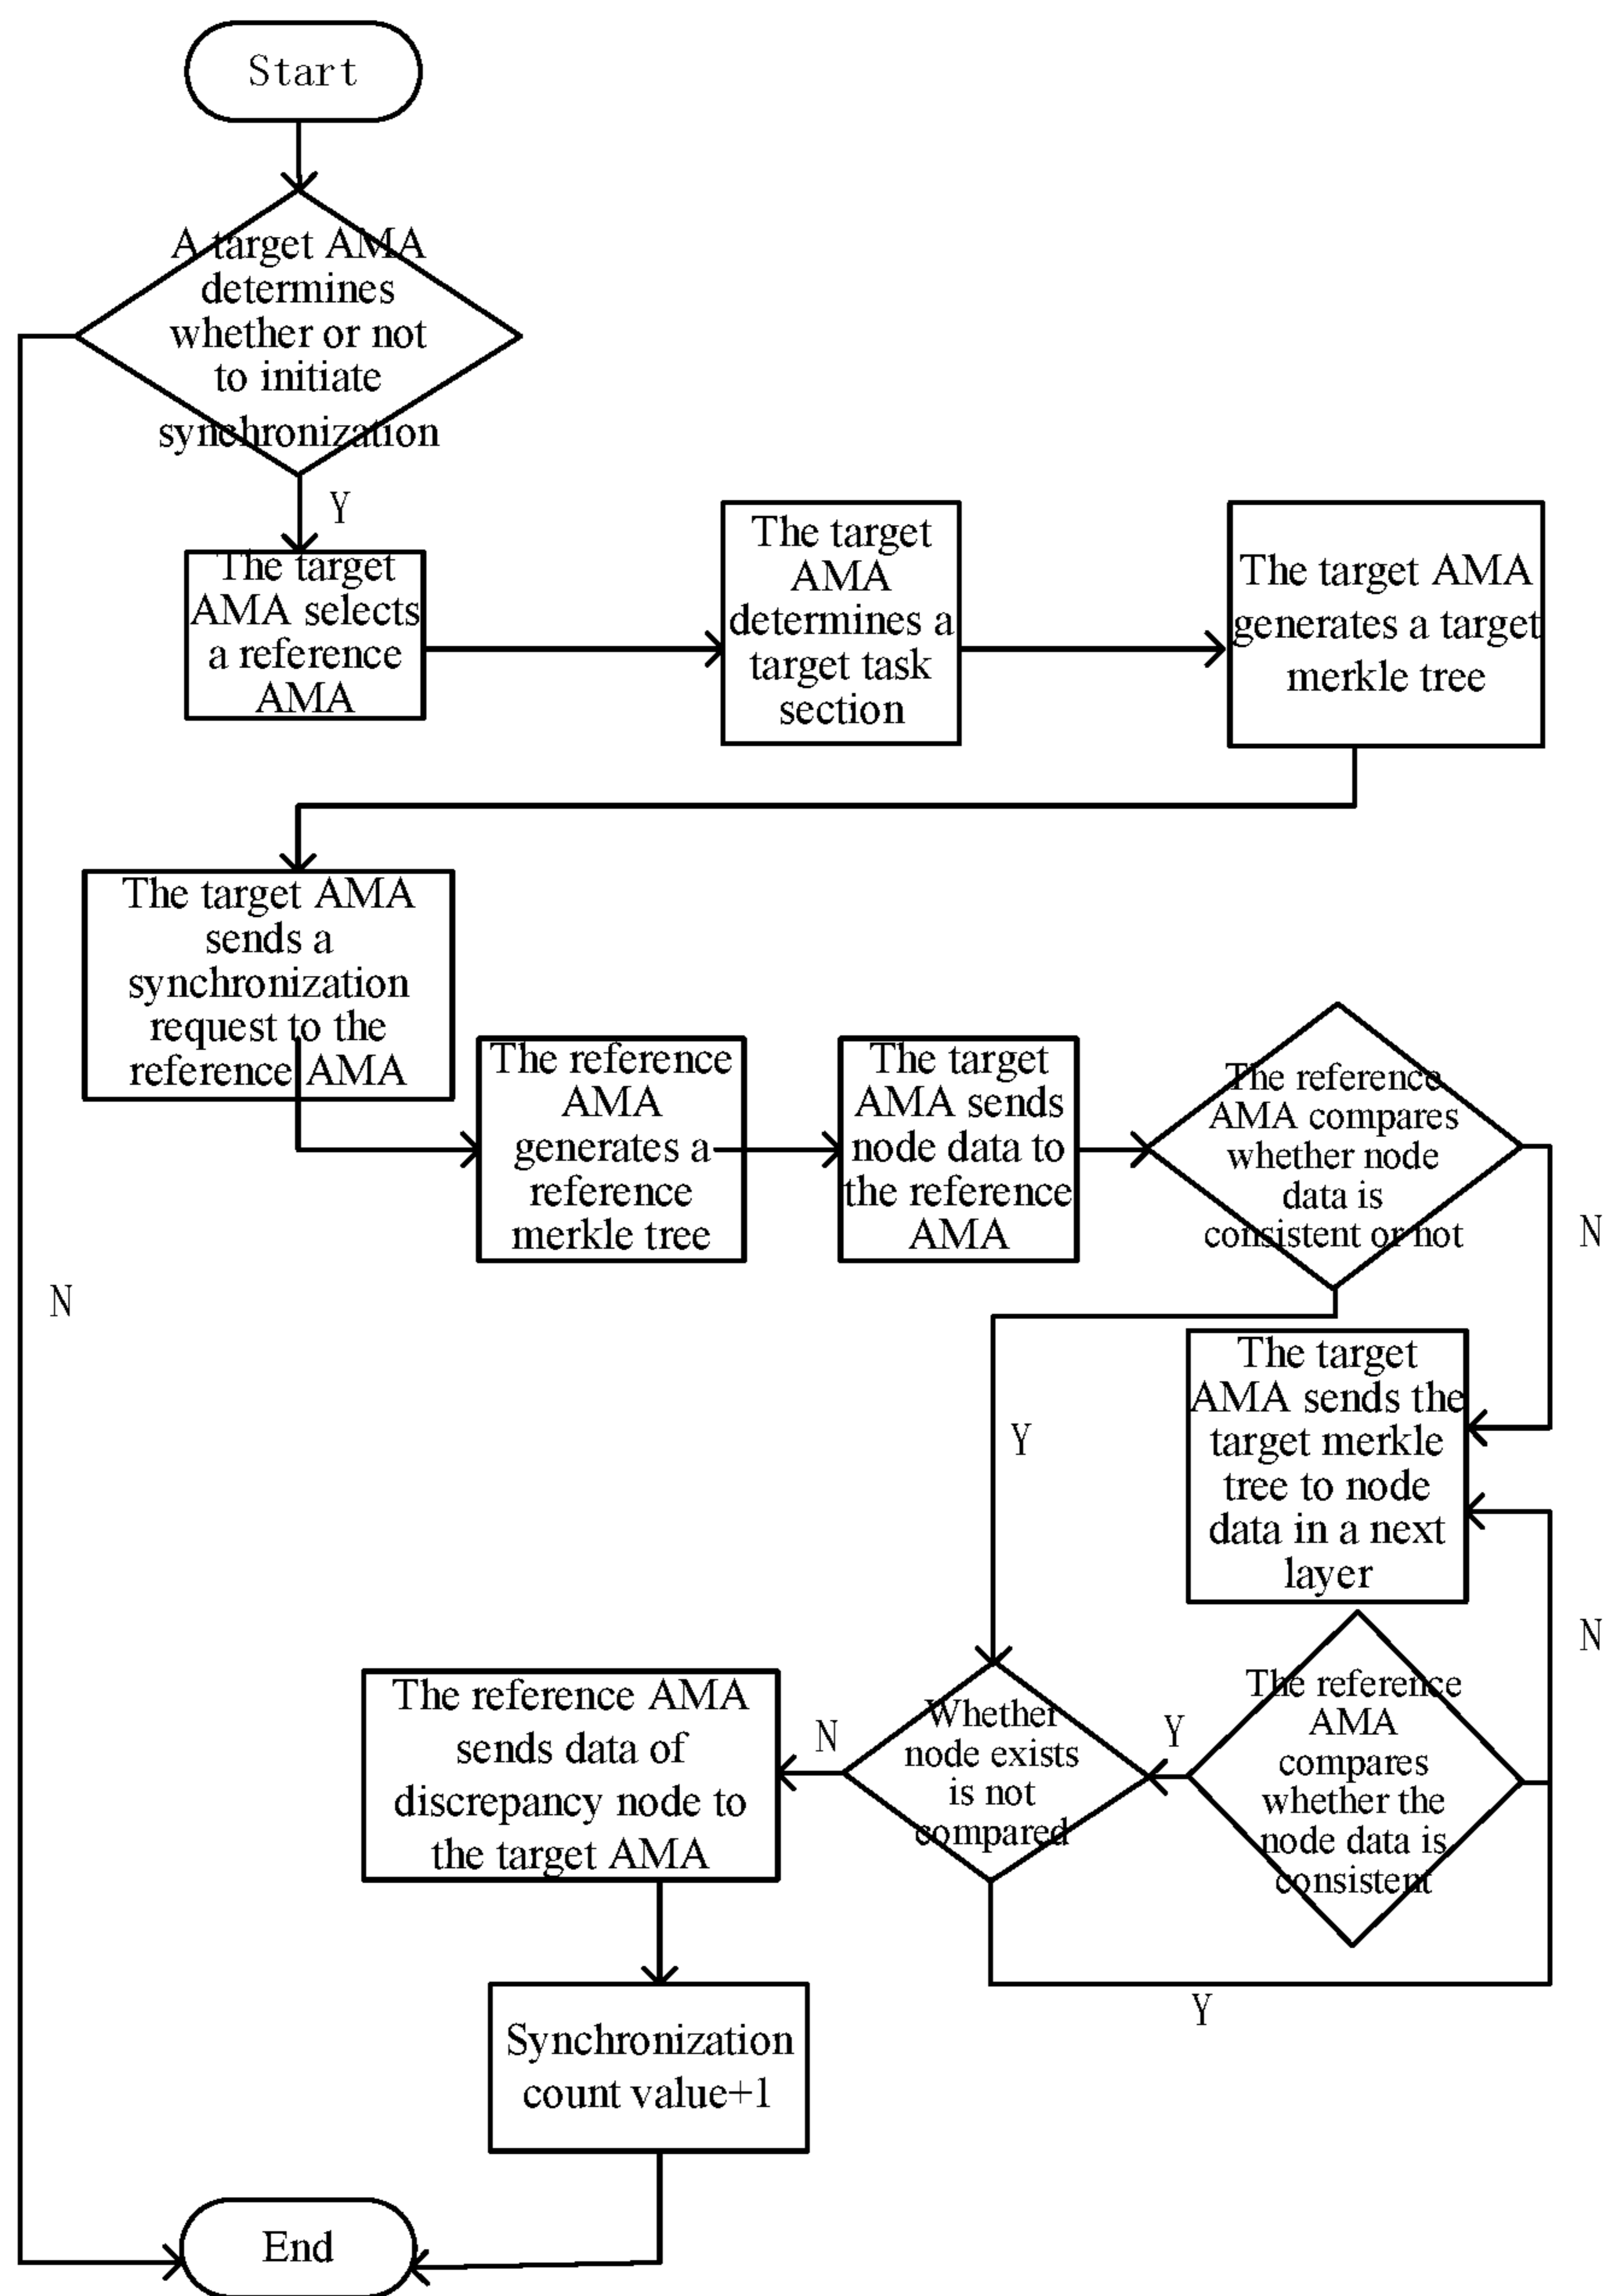 Start
A target AMA
determines
whether or not
to initiate
synchronization
Y
The target
AMA selects
a reference
AMA
The target
AMA
determines a
target task
section
The target AMA
generates a target
merkle tree
The target AMA
sends a
synchronization
request to the
reference AMA
The reference
AMA
generates a
reference
merkle tree
The target
AMA sends
node data to
the reference
AMA
The reference
AMA compares
whether node
data is
consistent or not
N
N
Y
The target
AMA sends the
target merkle
tree to node
data in a next
layer
N
The reference
AMA
compares
whether the
node data is
consistent
Y
Whether
node exists
is not
compared
N
The reference AMA
sends data of
discrepancy node to
the target AMA
Y
Synchronization
count value+1
End